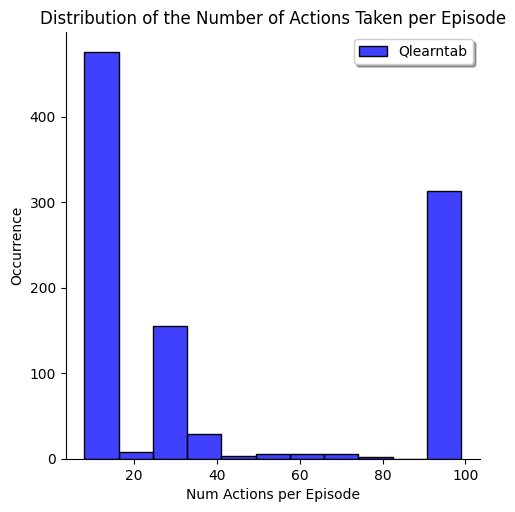 Distribution of the Number of Actions Taken per Episode
Qlearntab
400
300
200
100
0
Occurrence
20 40 60 80 100
Num Actions per Episode